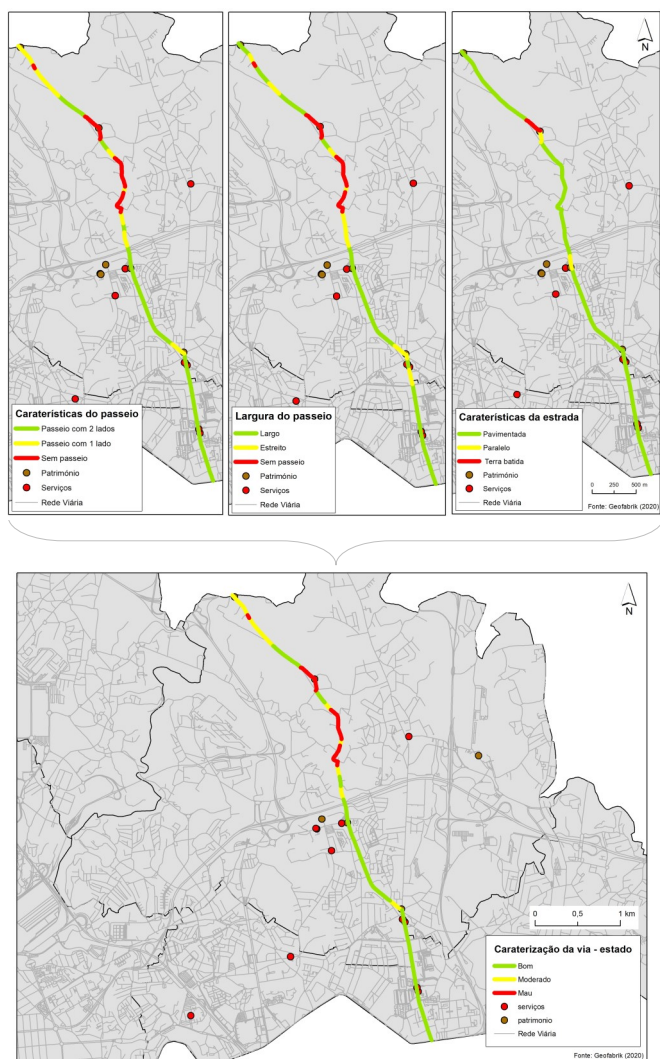 N
N
N
Caraterísticas do passeio
Passeio com 2 lados
Passeio com 1 lado
Sem passeio
Património
Serviços
Rede Viária
Largura do passeio
Largo
Estreito
Sem passeio
Património
Serviços
Rede Viária
Caraterísticas da estrada
Pavimentada
Paralelo
Terra batida
Património
Serviços
Rede Viária
0 250 500 m
Fonte: Geofabrik (2020)
N
0 0,5 1 km
Caraterização da via - estado
Bom
Moderado
Mau
serviços
patrimonio
Rede Viária
Fonte: Geofabrik (2020)